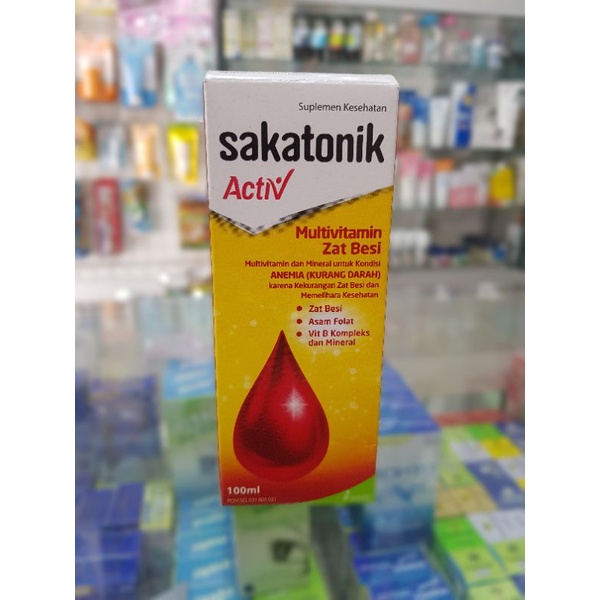 Suplemen Kesehatan
sakatonik
Activ
Multivitamin
Zat Besi
Multivitamin dan Mineral untuk Kondisi
ANEMIA (KURANG DARAH)
karena Kekurangan Zat Besi dan
Memelihara Kesehatan
Zat Besi
Asam Folat
Vit B Kompleks
dan Mineral
100ml